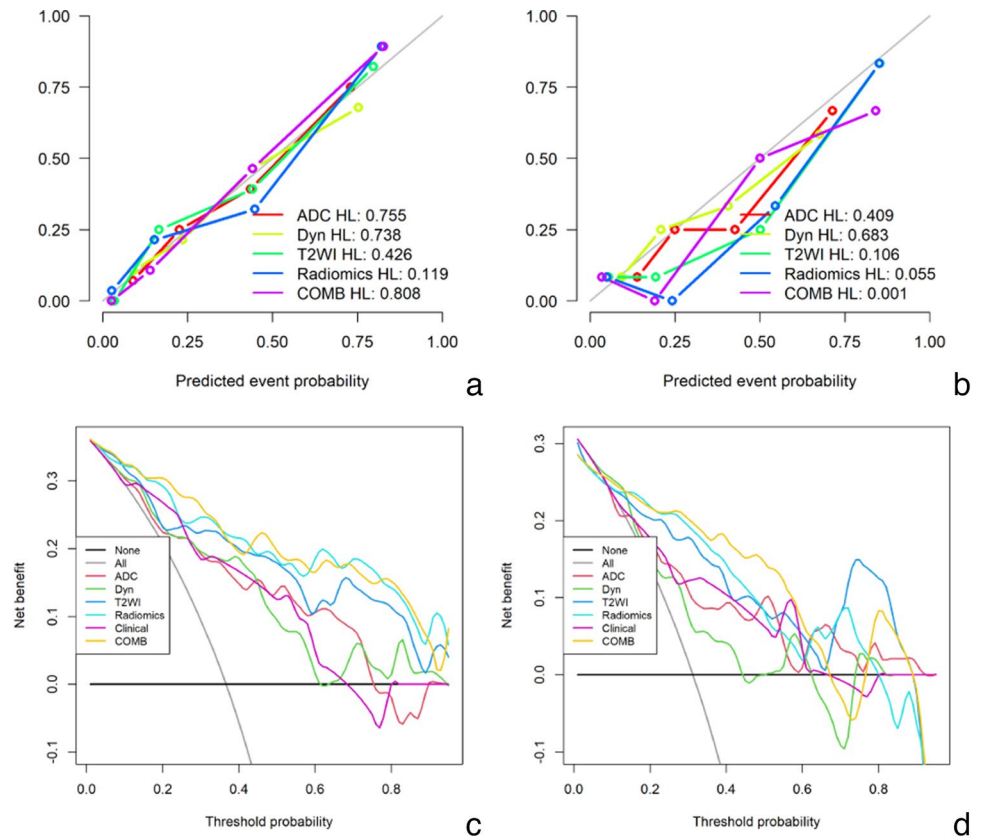 1.00
0.75
0.50
0.25
0.00
ADC HL: 0.755
Dyn HL: 0.738
T2WI HL: 0.426
Radiomics HL: 0.119
COMB HL: 0.808
0.00 0.25 0.50 0.75 1.00
Predicted event probability
a
1.00
0.75
0.50
0.25
0.00
ADC HL: 0.409
Dyn HL: 0.683
T2WI HL: 0.106
Radiomics HL: 0.055
COMB HL: 0.001
0.00 0.25 0.50 0.75 1.00
Predicted event probability
b
Net benefit
0.3
0.2
0.1
0.0
-0.1
None
All
ADC
Dyn
T2WI
Radiomics
Clinical
COMB
0.0 0.2 0.4 0.6 0.8
Threshold probability
c
Net benefit
0.3
0.2
0.1
0.0
-0.1
None
All
ADC
Dyn
T2WI
Radiomics
Clinical
COMB
0.0 0.2 0.4 0.6 0.8
Threshold probability
d